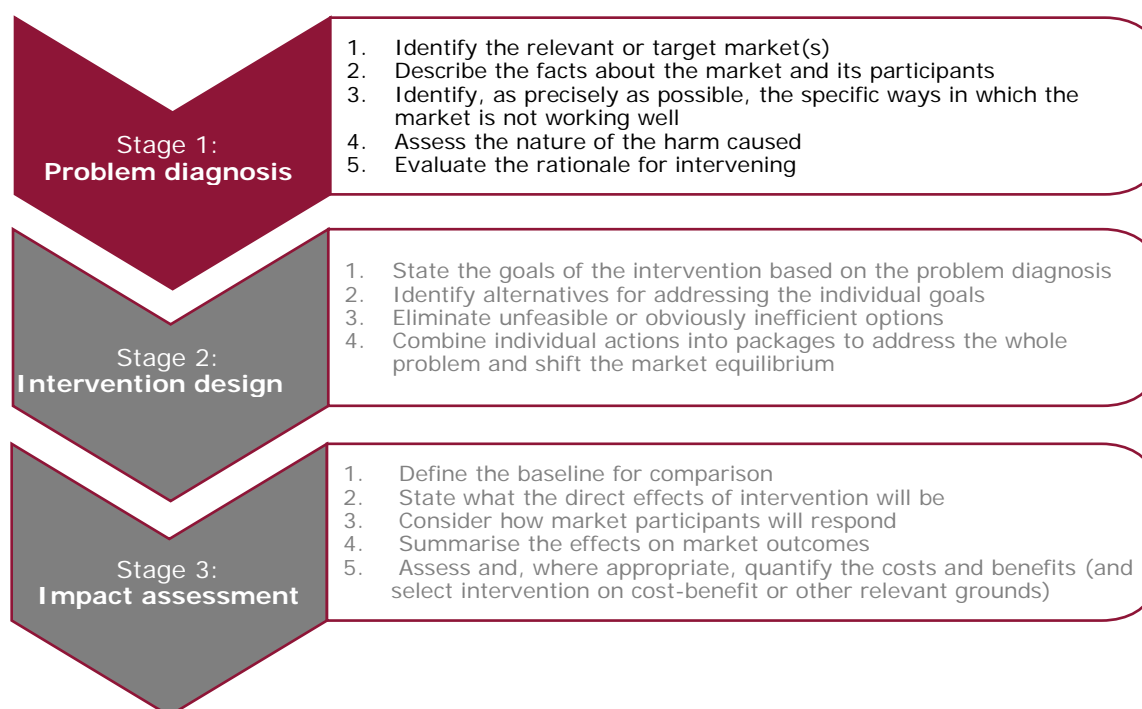 Stage 1:
Problem diagnosis
1. Identify the relevant or target market(s)
2. Describe the facts about the market and its participants
3. Identify, as precisely as possible, the specific ways in which the
market is not working well
4. Assess the nature of the harm caused
5. Evaluate the rationale for intervening
Stage 2:
Intervention design
1. State the goals of the intervention based on the problem diagnosis
2. Identify alternatives for addressing the individual goals
3. Eliminate unfeasible or obviously inefficient options
4. Combine individual actions into packages to address the whole
problem and shift the market equilibrium
Stage 3:
Impact assessment
1. Define the baseline for comparison
2. State what the direct effects of intervention will be
3. Consider how market participants will respond
4. Summarise the effects on market outcomes
5. Assess and, where appropriate, quantify the costs and benefits (and
select intervention on cost-benefit or other relevant grounds)